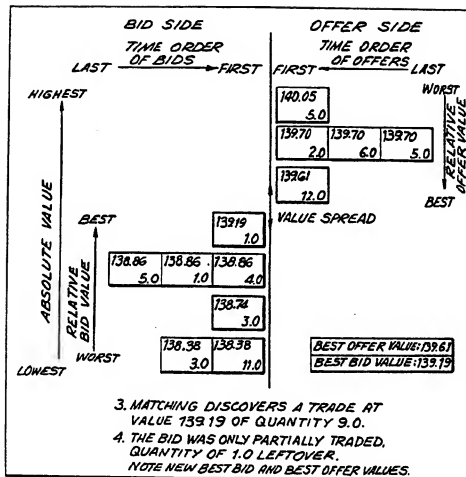 BID SIDE
OFFER SIDE
TIME ORDER
OF BIDS
LAST
FIRST
TIME ORDER
OF OFFERS
FIRST
LAST
HIGHEST
ABSOLUTE VALUE
LOWEST
BEST
RELATIVE
BID VALUE
WORST
WORST
RELATIVE
OFFER VALUE
BEST
140.05
5.0
139.70 139.70 139.70
2.0 6.0 5.0
139.61
12.0
VALUE SPREAD
139.19
1.0
138.86 138.86 138.86
5.0 1.0 4.0
138.74
3.0
138.38 138.38
3.0 11.0
BEST OFFER VALUE:139.61
BEST BID VALUE:139.19
3. MATCHING DISCOVERS A TRADE AT
VALUE 139.19 OF QUANTITY 9.0.
4. THE BID WAS ONLY PARTIALLY TRADED,
QUANTITY OF 1.0 LEFTOVER.
NOTE NEW BEST BID AND BEST OFFER VALUES.